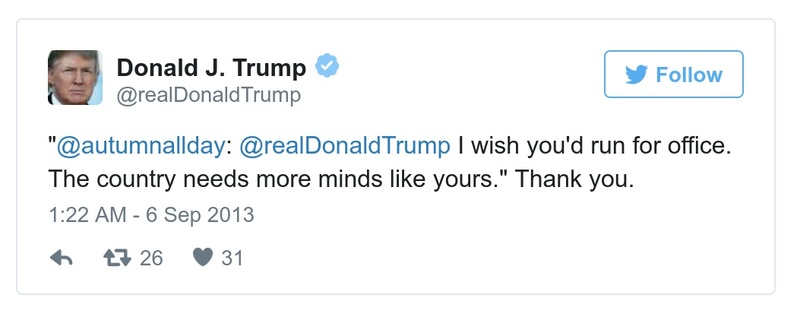 Donald J. Trump
Follow
@realDonaldTrump
"@autumnallday: @realDonaldTrump I wish you'd run for office.
The country needs more minds like yours." Thank you.
1:22 AM - 6 Sep 2013
26 31